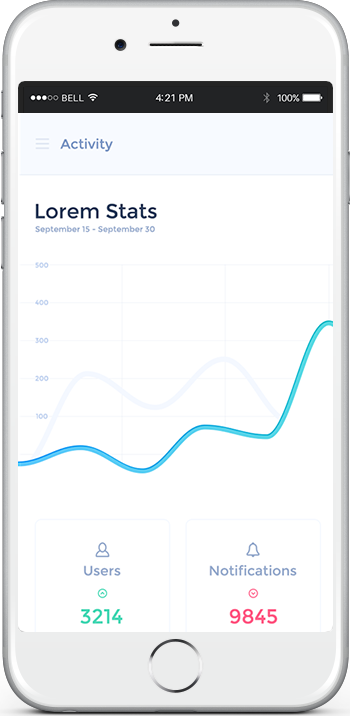 BELL 4:21 PM 100%
Activity
Lorem Stats
September 15 - September 30
500
400
300
200
100
Users Notifications
3214 9845